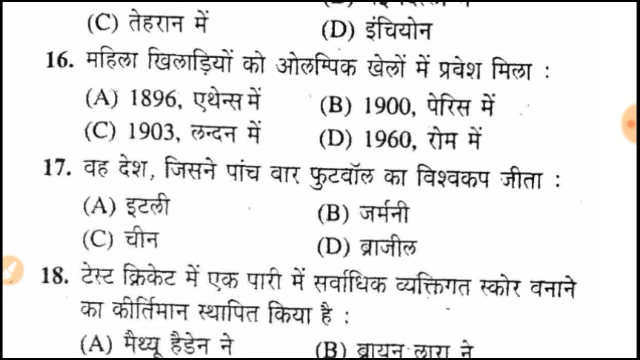 (C) तेहरान में (D) इंचियोन
16. महिला खिलाड़ियों को ओलम्पिक खेलों में प्रवेश मिला :
(A) 1896, एथेन्स में (B) 1900, पेरिस में
(C) 1903, लन्दन में (D) 1960, रोम में
17. वह देश, जिसने पांच वार फुटवॉल का विश्वकप जीता :
(A) इटली (B) जर्मनी
(C) चीन (D) ब्राजील
18. टेस्ट क्रिकेट में एक पारी में सर्वाधिक व्यक्तिगत स्कोर वनाने
का कीर्तिमान स्थापित किया है :
(A) मैथ्यू हैडेन ने (B) ब्रायन लारा ने